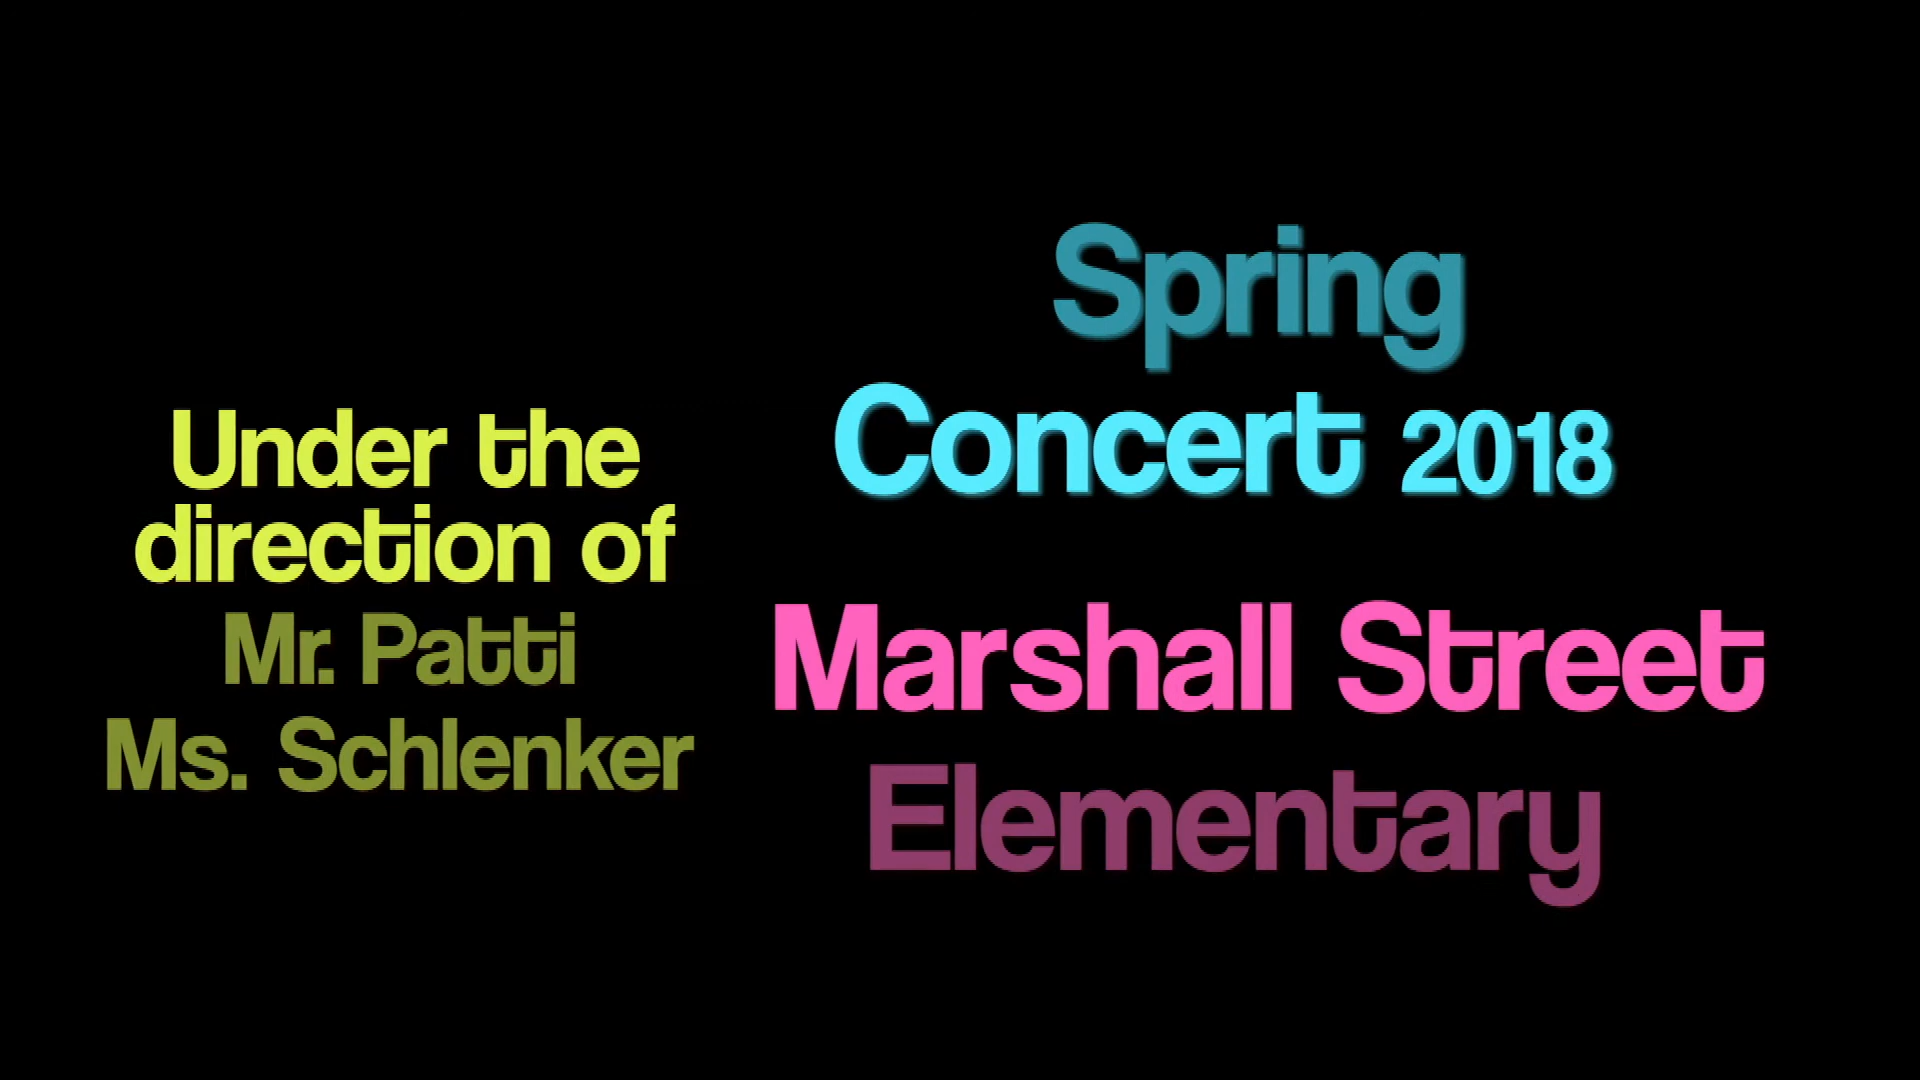 Spring
Concert 2018
Marshall Street
Elementary
Under the
direction of
Mr. Patti
Ms. Schlenker